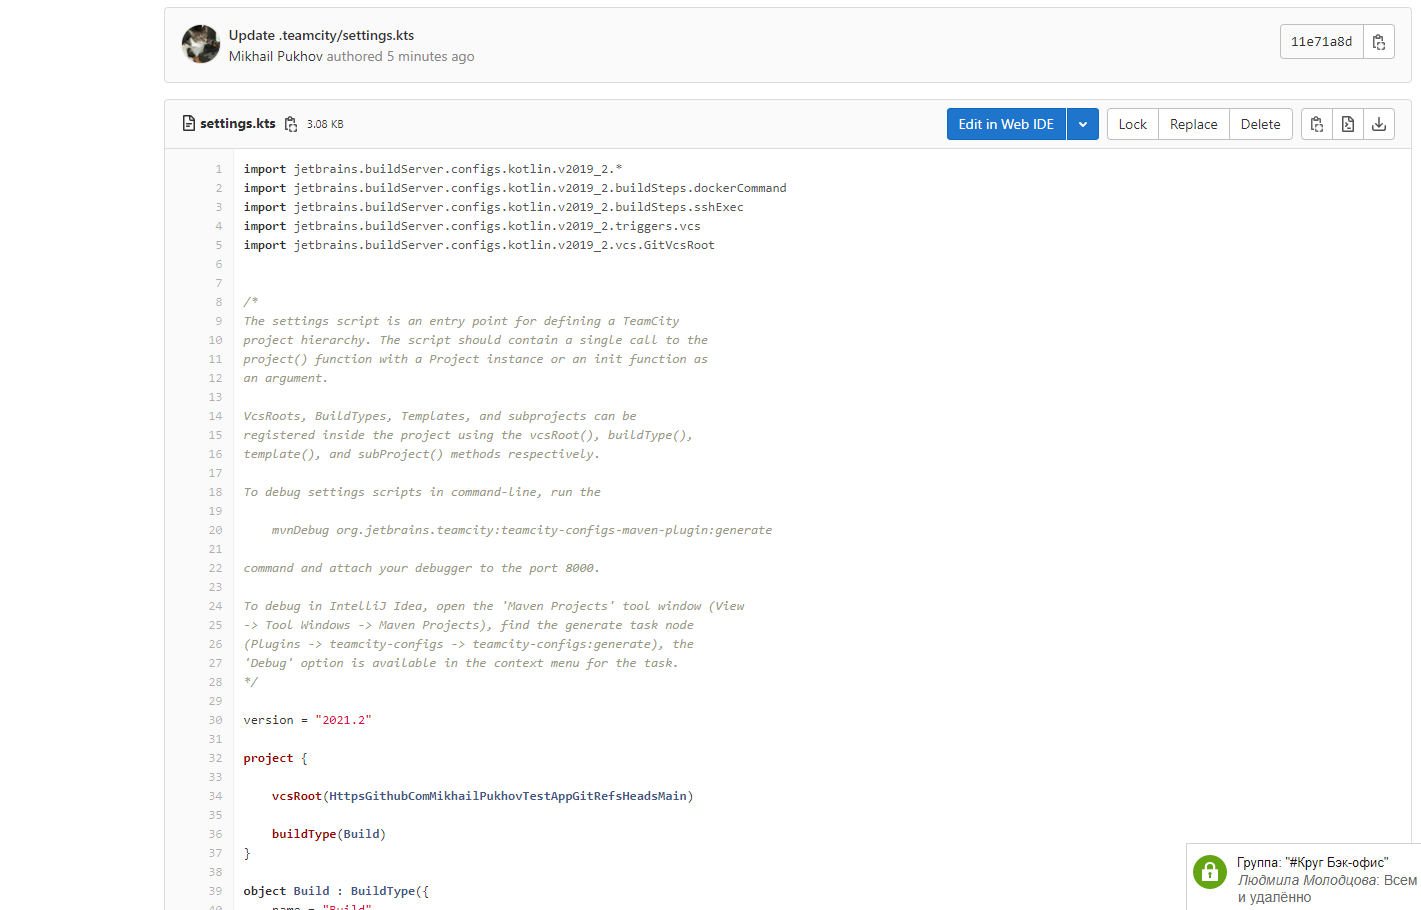 Update .teamcity/settings.kts
Mikhail Pukhov authored 5 minutes ago
11e71a8d
settings.kts 3.08 KB
Edit in Web IDE Lock Replace Delete
1 import jetbrains.buildServer.configs.kotlin.v2019_2.*
2 import jetbrains.buildServer.configs.kotlin.v2019_2.buildSteps.dockerCommand
3 import jetbrains.buildServer.configs.kotlin.v2019_2.buildSteps.sshExec
4 import jetbrains.buildServer.configs.kotlin.v2019_2.triggers.vcs
5 import jetbrains.buildServer.configs.kotlin.v2019_2.vcs.GitVcsRoot
6
7
8 /*
9 The settings script is an entry point for defining a TeamCity
10 project hierarchy. The script should contain a single call to the
11 project() function with a Project instance or an init function as
12 an argument.
13
14 VcsRoots, BuildTypes, Templates, and subprojects can be
15 registered inside the project using the vcsRoot(), buildType(),
16 template(), and subProject() methods respectively.
17
18 To debug settings scripts in command-line, run the
19
20     mvnDebug org.jetbrains.teamcity:teamcity-configs-maven-plugin:generate
21
22 command and attach your debugger to the port 8000.
23
24 To debug in IntelliJ Idea, open the 'Maven Projects' tool window (View
25 -> Tool Windows -> Maven Projects), find the generate task node
26 (Plugins -> teamcity-configs -> teamcity-configs:generate), the
27 'Debug' option is available in the context menu for the task.
28 */
29
30 version = "2021.2"
31
32 project {
33
34     vcsRoot(HttpsGithubComMikhailPukhovTestAppGitRefsHeadsMain)
35
36     buildType(Build)
37 }
38
39 object Build : BuildType({
40     name = "Build"
Группа: "#Круг Бэк-офис"
Людмила Молодцова: Всем
и удалённо